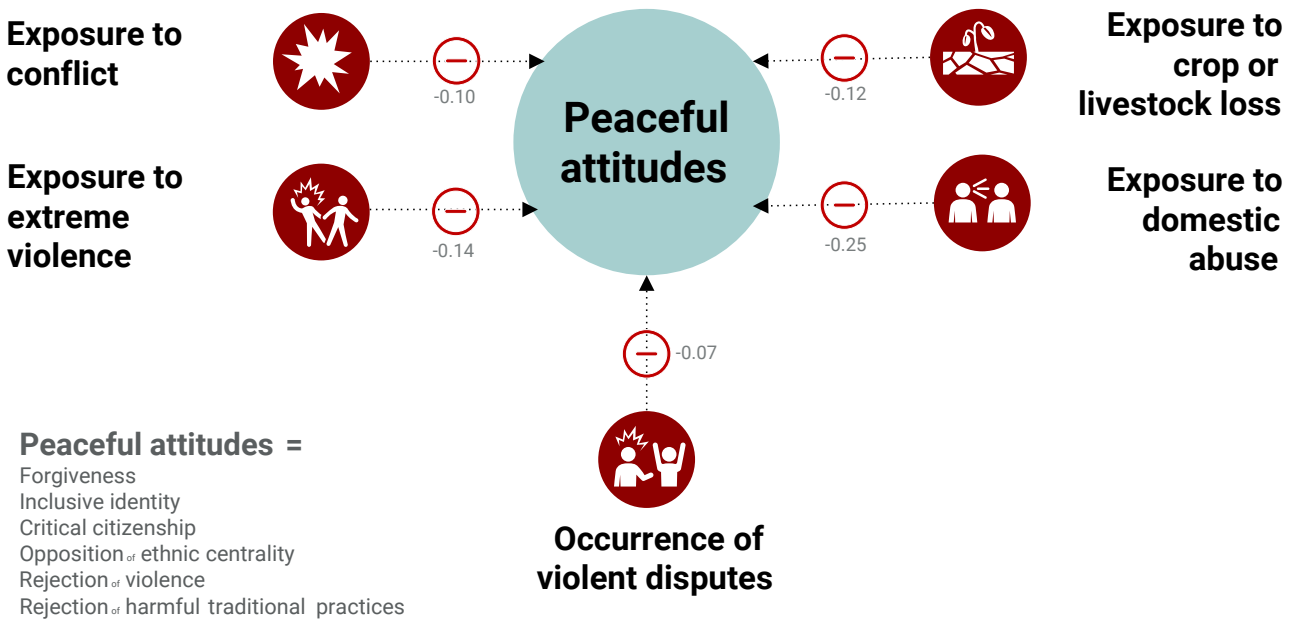 Exposure to
conflict
-0.10
Peaceful
attitudes
-0.12
Exposure to
crop or
livestock loss
Exposure to
extreme
violence
-0.14
-0.25
Exposure to
domestic
abuse
-0.07
Occurrence of
violent disputes
Peaceful attitudes =
Forgiveness
Inclusive identity
Critical citizenship
Opposition of ethnic centrality
Rejection of violence
Rejection of harmful traditional practices